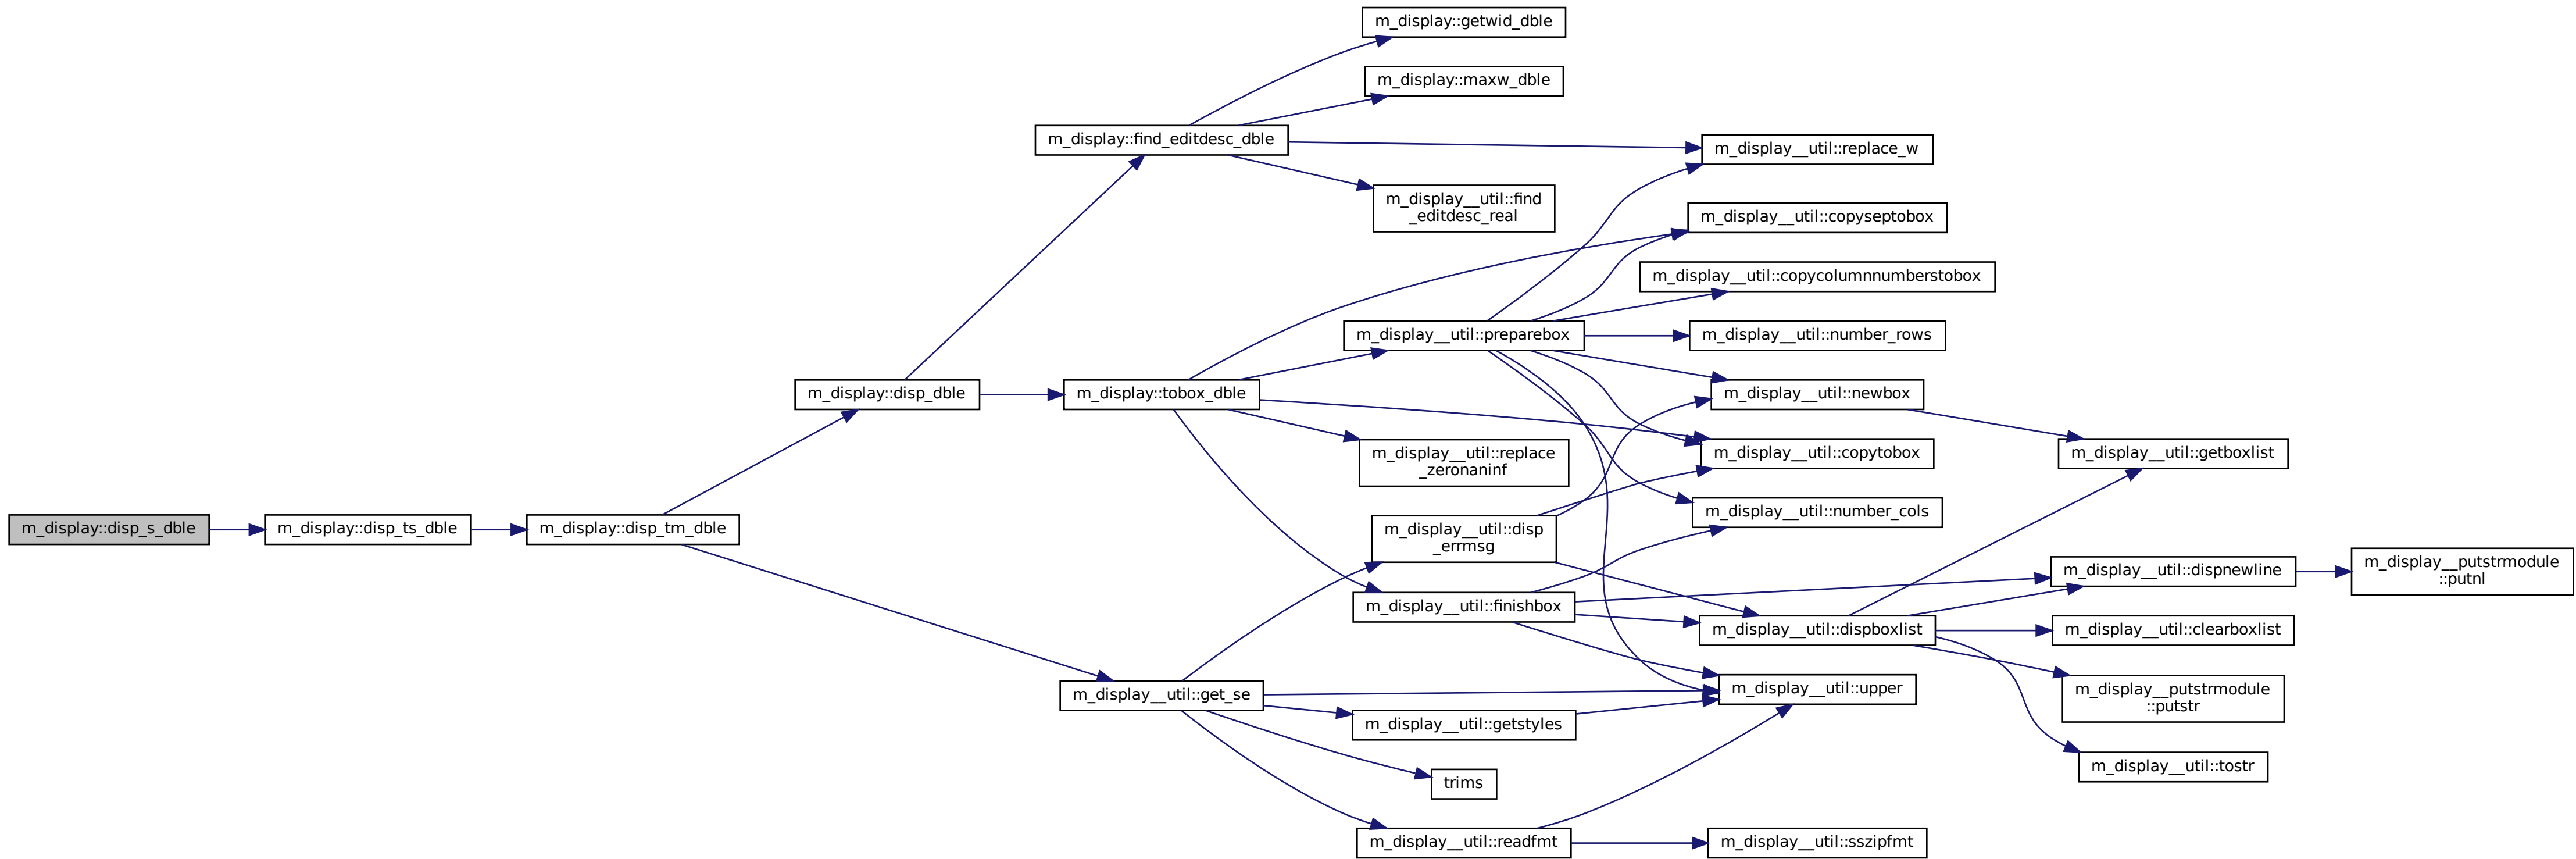 m_display::getwid_dble
m_display::maxw_dble
m_display::find_editdesc_dble
m_display__util::replace_w
m_display__util::find
_editdesc_real
m_display__util::copyseptobox
m_display__util::copycolumnnumberstobox
m_display__util::preparebox
m_display__util::number_rows
m_display::disp_dble
m_display::tobox_dble
m_display__util::newbox
m_display__util::replace
_zeronaninf
m_display__util::copytobox
m_display__util::getboxlist
m_display__util::number_cols
m_display::disp_s_dble
m_display::disp_ts_dble
m_display::disp_tm_dble
m_display__util::disp
_errmsg
m_display__util::dispnewline
m_display__putstrmodule
::putnl
m_display__util::finishbox
m_display__util::dispboxlist
m_display__util::clearboxlist
m_display__util::get_se
m_display__util::upper
m_display__putstrmodule
::putstr
m_display__util::getstyles
m_display__util::tostr
trims
m_display__util::readfmt
m_display__util::sszipfmt